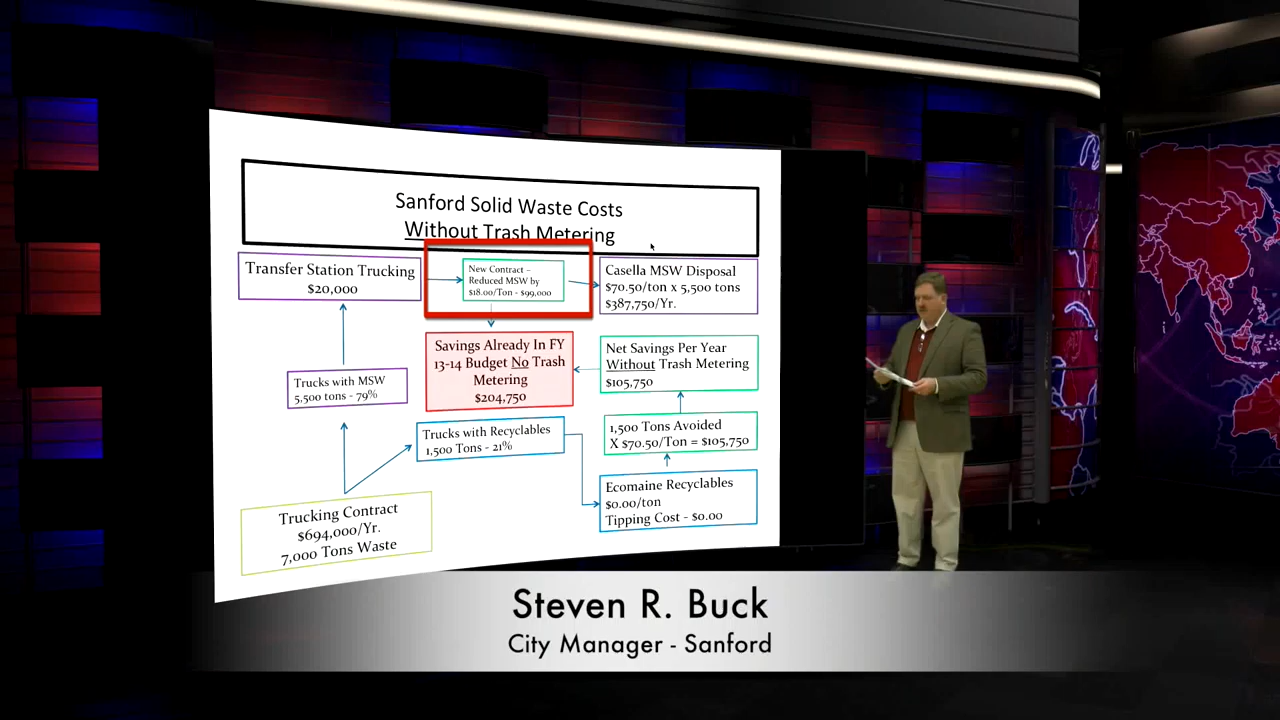 Sanford Solid Waste Costs
Without Trash Metering
Transfer Station Trucking
$20,000
New Contract –
Reduced MSW by
$18.00/Ton - $99,000
Casella MSW Disposal
$70.50/ton x 5,500 tons
$387,750/Yr.
Savings Already In FY
13-14 Budget No Trash
Metering
$204,750
Net Savings Per Year
Without Trash Metering
$105,750
Trucks with MSW
5,500 tons - 79%
Trucks with Recyclables
1,500 Tons - 21%
1,500 Tons Avoided
X $70.50/Ton = $105,750
Ecomaine Recyclables
$0.00/ton
Tipping Cost - $0.00
Trucking Contract
$694,000/Yr.
7,000 Tons Waste
Steven R. Buck
City Manager - Sanford